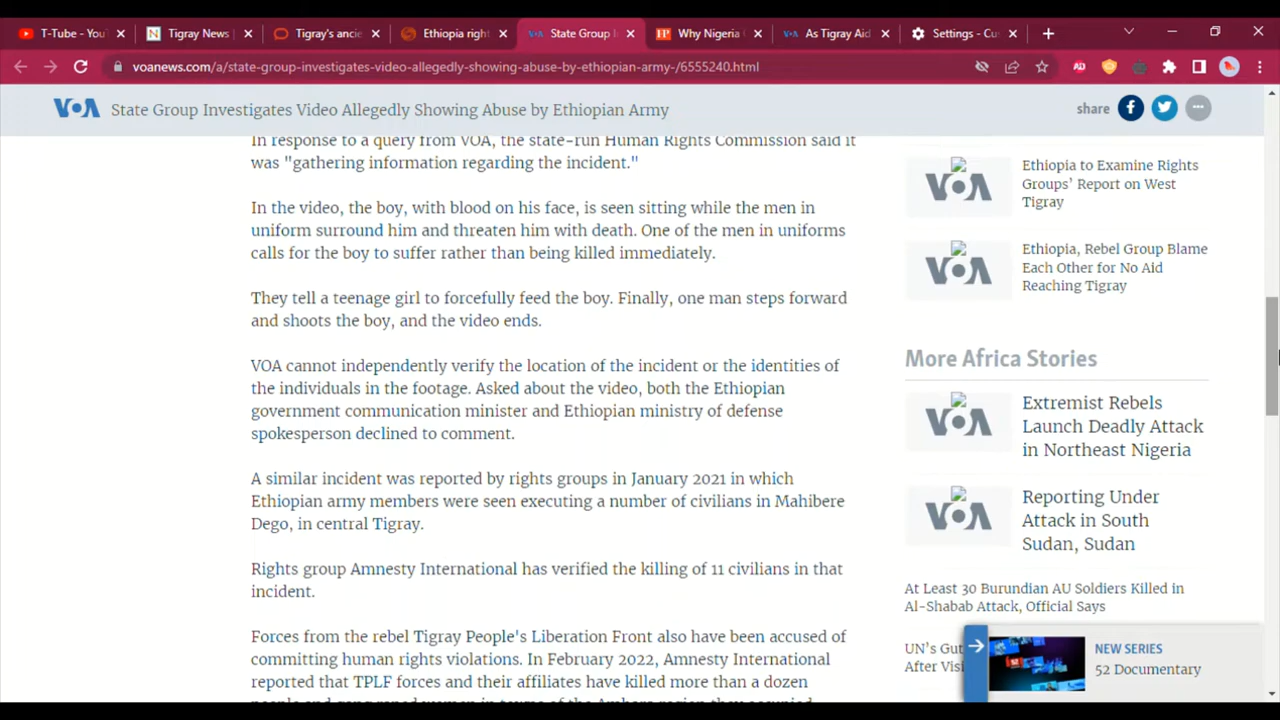 T-Tube - You
Tigray News
Tigray's ancie
Ethiopia right
VOA State Group I
FP Why Nigeria
VOA As Tigray Aid
Settings - Cus
voanews.com/a/state-group-investigates-video-allegedly-showing-abuse-by-ethiopian-army-/6555240.html
VOA State Group Investigates Video Allegedly Showing Abuse by Ethiopian Army
share
In response to a query from VOA, the state-run Human Rights Commission said it
was "gathering information regarding the incident."
In the video, the boy, with blood on his face, is seen sitting while the men in
uniform surround him and threaten him with death. One of the men in uniforms
calls for the boy to suffer rather than being killed immediately.
They tell a teenage girl to forcefully feed the boy. Finally, one man steps forward
and shoots the boy, and the video ends.
VOA cannot independently verify the location of the incident or the identities of
the individuals in the footage. Asked about the video, both the Ethiopian
government communication minister and Ethiopian ministry of defense
spokesperson declined to comment.
A similar incident was reported by rights groups in January 2021 in which
Ethiopian army members were seen executing a number of civilians in Mahibere
Dego, in central Tigray.
Rights group Amnesty International has verified the killing of 11 civilians in that
incident.
Forces from the rebel Tigray People's Liberation Front also have been accused of
committing human rights violations. In February 2022, Amnesty International
reported that TPLF forces and their affiliates have killed more than a dozen
VOA
Ethiopia to Examine Rights
Groups' Report on West
Tigray
VOA
Ethiopia, Rebel Group Blame
Each Other for No Aid
Reaching Tigray
More Africa Stories
VOA
Extremist Rebels
Launch Deadly Attack
in Northeast Nigeria
VOA
Reporting Under
Attack in South
Sudan, Sudan
At Least 30 Burundian AU Soldiers Killed in
Al-Shabab Attack, Official Says
UN's Gut
After Visi
NEW SERIES
52 Documentary